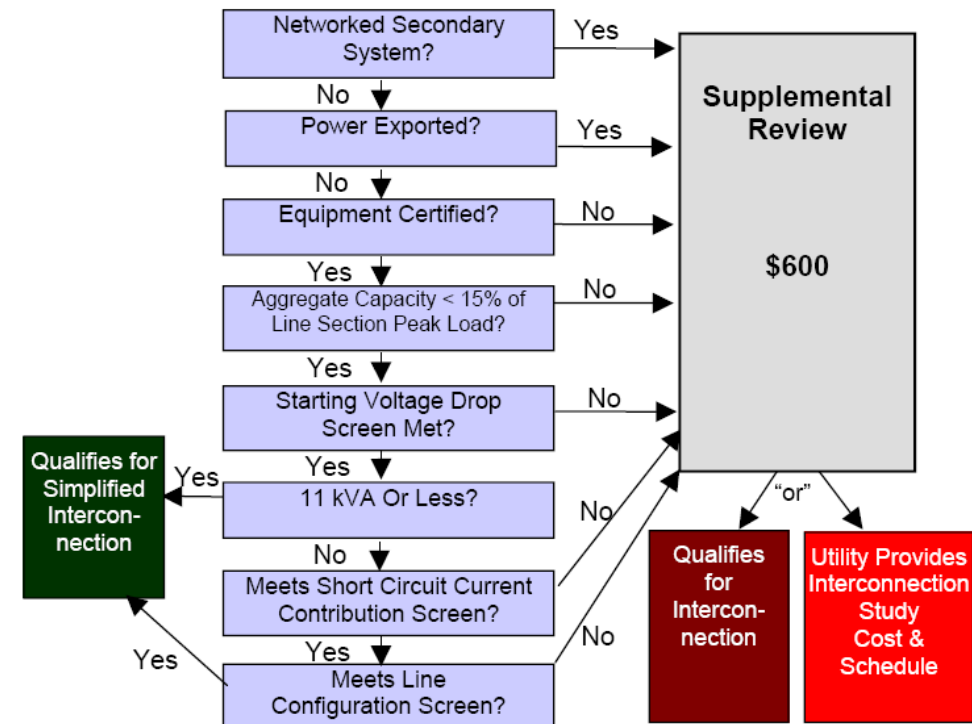 Networked Secondary
System?
Yes
No
Power Exported?
Yes
No
Equipment Certified?
No
Yes
Aggregate Capacity < 15% of
Line Section Peak Load?
No
Yes
Starting Voltage Drop
Screen Met?
No
Yes
11 kVA Or Less?
Yes
No
Meets Short Circuit Current
Contribution Screen?
No
Yes
Meets Line
Configuration Screen?
No
Yes
Qualifies for
Simplified
Intercon-
nection
Supplemental
Review
$600
“or”
Qualifies
for
Intercon-
nection
Utility Provides
Interconnection
Study
Cost &
Schedule